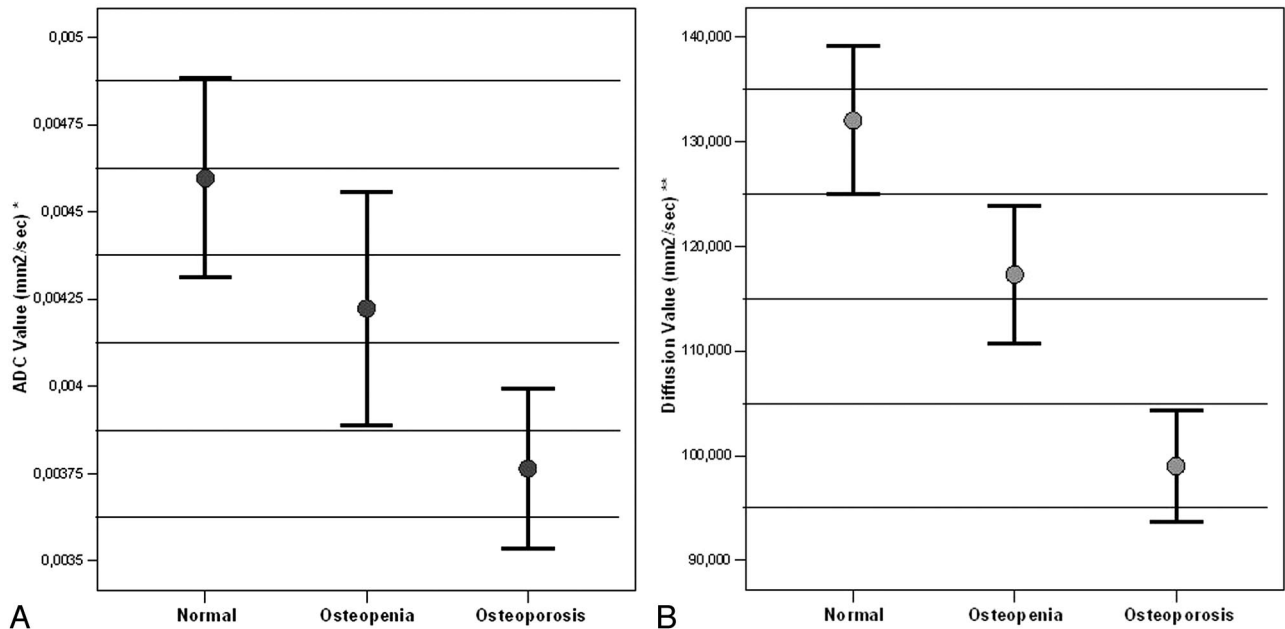 0,005
0,00475
0,0045
0,00425
0,004
0,00375
0,0035
ADC Value (mm2/sec) *
Normal
Osteopenia
Osteoporosis
A
140,000
130,000
120,000
110,000
100,000
90,000
Diffusion Value (mm2/sec) **
Normal
Osteopenia
Osteoporosis
B